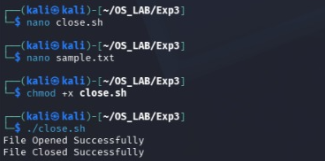 ┌──(kali㉿kali)-[~/OS_LAB/Exp3]
└─$ nano close.sh
┌──(kali㉿kali)-[~/OS_LAB/Exp3]
└─$ nano sample.txt
┌──(kali㉿kali)-[~/OS_LAB/Exp3]
└─$ chmod +x close.sh
┌──(kali㉿kali)-[~/OS_LAB/Exp3]
└─$ ./close.sh
File Opened Successfully
File Closed Successfully